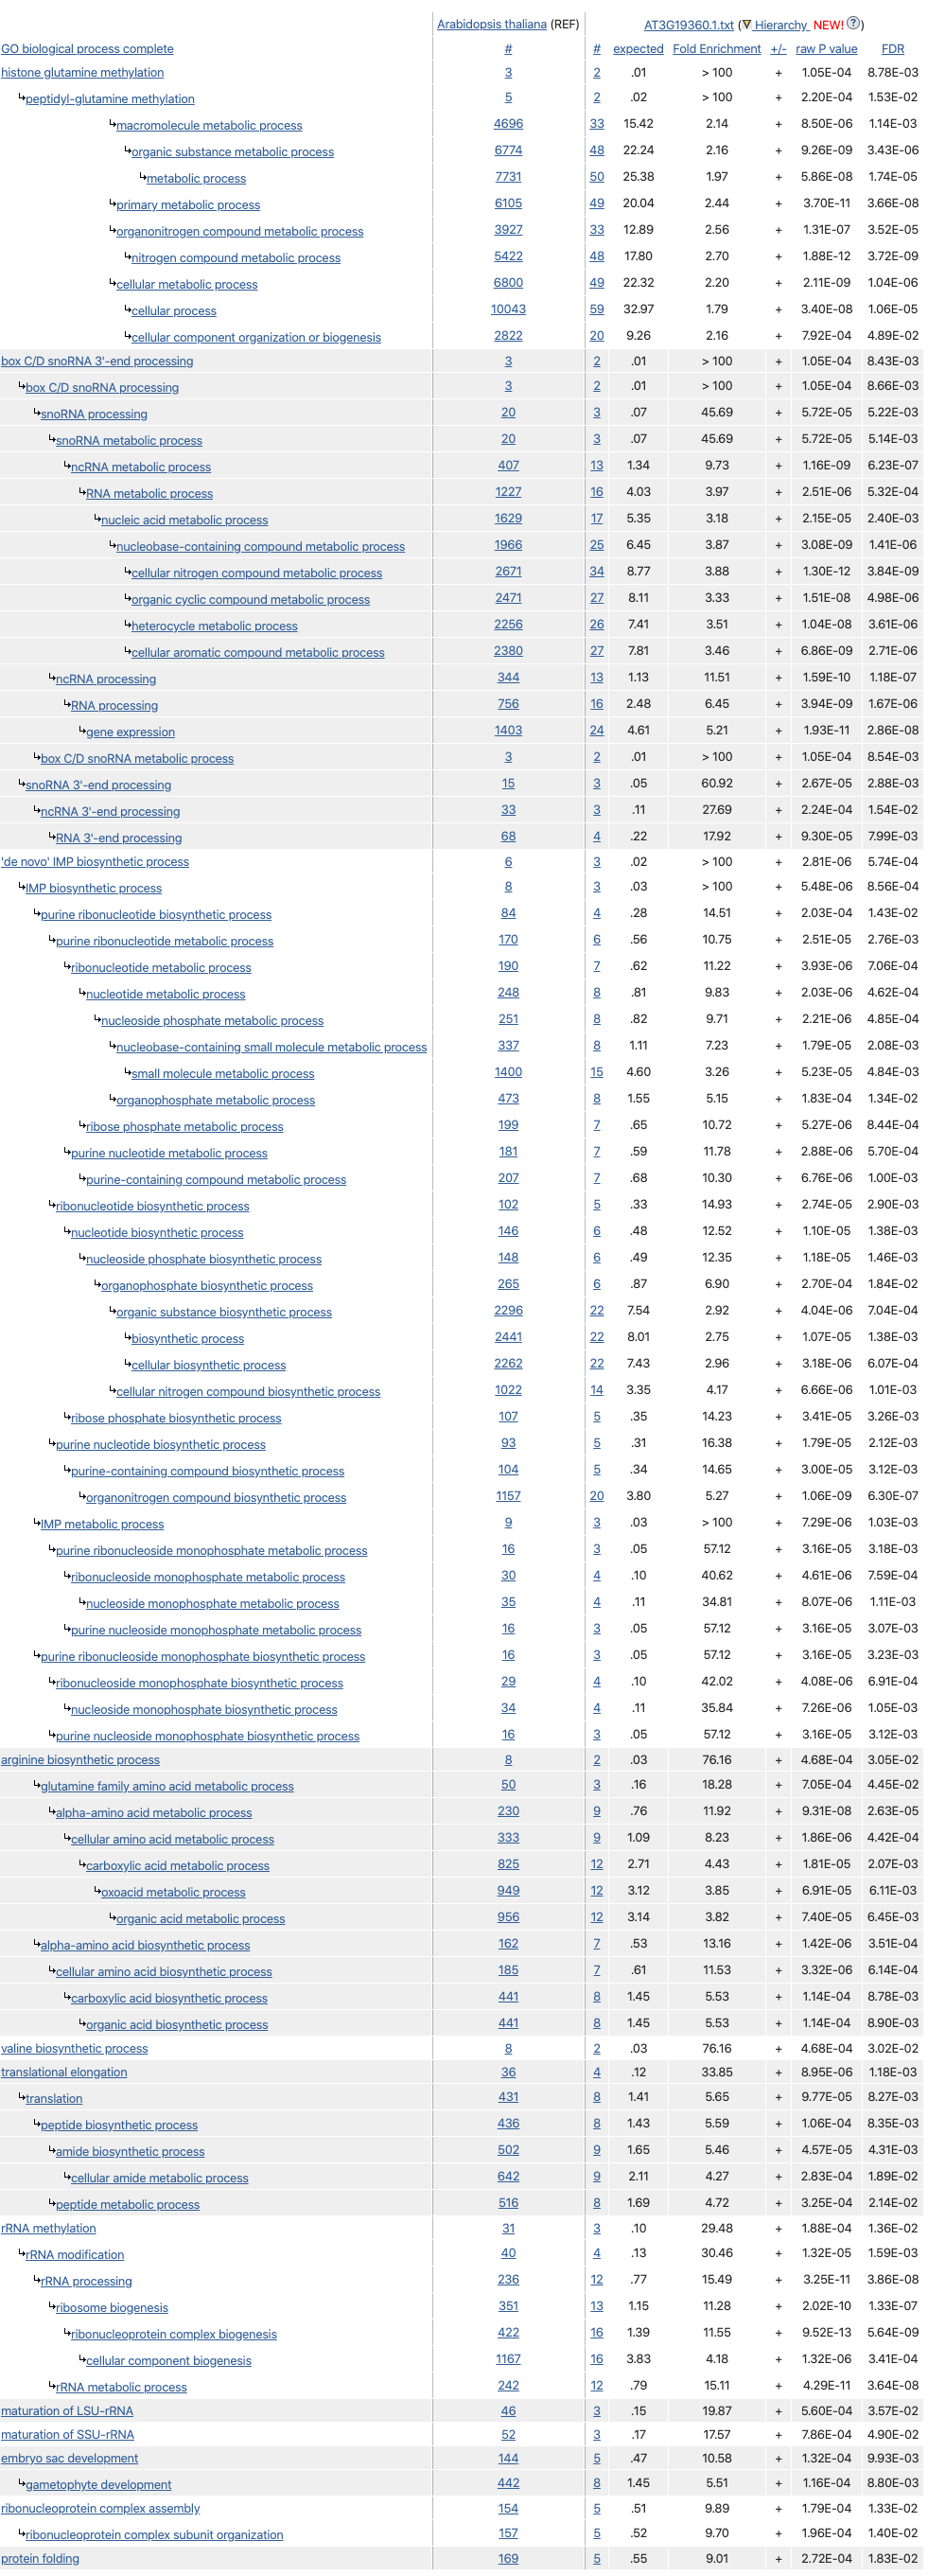 Arabidopsis thaliana (REF) AT3G19360.1.txt (Hierarchy NEW! ?)
GO biological process complete # # expected Fold Enrichment +/- raw P value FDR
histone glutamine methylation 3 2 .01 > 100 + 1.05E-04 8.78E-03
peptidyl-glutamine methylation 5 2 .02 > 100 + 2.20E-04 1.53E-02
macromolecule metabolic process 4696 33 15.42 2.14 + 8.50E-06 1.14E-03
organic substance metabolic process 6774 48 22.24 2.16 + 9.26E-09 3.43E-06
metabolic process 7731 50 25.38 1.97 + 5.86E-08 1.74E-05
primary metabolic process 6105 49 20.04 2.44 + 3.70E-11 3.66E-08
organonitrogen compound metabolic process 3927 33 12.89 2.56 + 1.31E-07 3.52E-05
nitrogen compound metabolic process 5422 48 17.80 2.70 + 1.88E-12 3.72E-09
cellular metabolic process 6800 49 22.32 2.20 + 2.11E-09 1.04E-06
cellular process 10043 59 32.97 1.79 + 3.40E-08 1.06E-05
cellular component organization or biogenesis 2822 20 9.26 2.16 + 7.92E-04 4.89E-02
box C/D snoRNA 3'-end processing 3 2 .01 > 100 + 1.05E-04 8.43E-03
box C/D snoRNA processing 3 2 .01 > 100 + 1.05E-04 8.66E-03
snoRNA processing 20 3 .07 45.69 + 5.72E-05 5.22E-03
snoRNA metabolic process 20 3 .07 45.69 + 5.72E-05 5.14E-03
ncRNA metabolic process 407 13 1.34 9.73 + 1.16E-09 6.23E-07
RNA metabolic process 1227 16 4.03 3.97 + 2.51E-06 5.32E-04
nucleic acid metabolic process 1629 17 5.35 3.18 + 2.15E-05 2.40E-03
nucleobase-containing compound metabolic process 1966 25 6.45 3.87 + 3.08E-09 1.41E-06
cellular nitrogen compound metabolic process 2671 34 8.77 3.88 + 1.30E-12 3.84E-09
organic cyclic compound metabolic process 2471 27 8.11 3.33 + 1.51E-08 4.98E-06
heterocycle metabolic process 2256 26 7.41 3.51 + 1.04E-08 3.61E-06
cellular aromatic compound metabolic process 2380 27 7.81 3.46 + 6.86E-09 2.71E-06
ncRNA processing 344 13 1.13 11.51 + 1.59E-10 1.18E-07
RNA processing 756 16 2.48 6.45 + 3.94E-09 1.67E-06
gene expression 1403 24 4.61 5.21 + 1.93E-11 2.86E-08
box C/D snoRNA metabolic process 3 2 .01 > 100 + 1.05E-04 8.54E-03
snoRNA 3'-end processing 15 3 .05 60.92 + 2.67E-05 2.88E-03
ncRNA 3'-end processing 33 3 .11 27.69 + 2.24E-04 1.54E-02
RNA 3'-end processing 68 4 .22 17.92 + 9.30E-05 7.99E-03
'de novo' IMP biosynthetic process 6 3 .02 > 100 + 2.81E-06 5.74E-04
IMP biosynthetic process 8 3 .03 > 100 + 5.48E-06 8.56E-04
purine ribonucleotide biosynthetic process 84 4 .28 14.51 + 2.03E-04 1.43E-02
purine ribonucleotide metabolic process 170 6 .56 10.75 + 2.51E-05 2.76E-03
ribonucleotide metabolic process 190 7 .62 11.22 + 3.93E-06 7.06E-04
nucleotide metabolic process 248 8 .81 9.83 + 2.03E-06 4.62E-04
nucleoside phosphate metabolic process 251 8 .82 9.71 + 2.21E-06 4.85E-04
nucleobase-containing small molecule metabolic process 337 8 1.11 7.23 + 1.79E-05 2.08E-03
small molecule metabolic process 1400 15 4.60 3.26 + 5.23E-05 4.84E-03
organophosphate metabolic process 473 8 1.55 5.15 + 1.83E-04 1.34E-02
ribose phosphate metabolic process 199 7 .65 10.72 + 5.27E-06 8.44E-04
purine nucleotide metabolic process 181 7 .59 11.78 + 2.88E-06 5.70E-04
purine-containing compound metabolic process 207 7 .68 10.30 + 6.76E-06 1.00E-03
ribonucleotide biosynthetic process 102 5 .33 14.93 + 2.74E-05 2.90E-03
nucleotide biosynthetic process 146 6 .48 12.52 + 1.10E-05 1.38E-03
nucleoside phosphate biosynthetic process 148 6 .49 12.35 + 1.18E-05 1.46E-03
organophosphate biosynthetic process 265 6 .87 6.90 + 2.70E-04 1.84E-02
organic substance biosynthetic process 2296 22 7.54 2.92 + 4.04E-06 7.04E-04
biosynthetic process 2441 22 8.01 2.75 + 1.07E-05 1.38E-03
cellular biosynthetic process 2262 22 7.43 2.96 + 3.18E-06 6.07E-04
cellular nitrogen compound biosynthetic process 1022 14 3.35 4.17 + 6.66E-06 1.01E-03
ribose phosphate biosynthetic process 107 5 .35 14.23 + 3.41E-05 3.26E-03
purine nucleotide biosynthetic process 93 5 .31 16.38 + 1.79E-05 2.12E-03
purine-containing compound biosynthetic process 104 5 .34 14.65 + 3.00E-05 3.12E-03
organonitrogen compound biosynthetic process 1157 20 3.80 5.27 + 1.06E-09 6.30E-07
IMP metabolic process 9 3 .03 > 100 + 7.29E-06 1.03E-03
purine ribonucleoside monophosphate metabolic process 16 3 .05 57.12 + 3.16E-05 3.18E-03
ribonucleoside monophosphate metabolic process 30 4 .10 40.62 + 4.61E-06 7.59E-04
nucleoside monophosphate metabolic process 35 4 .11 34.81 + 8.07E-06 1.11E-03
purine nucleoside monophosphate metabolic process 16 3 .05 57.12 + 3.16E-05 3.07E-03
purine ribonucleoside monophosphate biosynthetic process 16 3 .05 57.12 + 3.16E-05 3.23E-03
ribonucleoside monophosphate biosynthetic process 29 4 .10 42.02 + 4.08E-06 6.91E-04
nucleoside monophosphate biosynthetic process 34 4 .11 35.84 + 7.26E-06 1.05E-03
purine nucleoside monophosphate biosynthetic process 16 3 .05 57.12 + 3.16E-05 3.12E-03
arginine biosynthetic process 8 2 .03 76.16 + 4.68E-04 3.05E-02
glutamine family amino acid metabolic process 50 3 .16 18.28 + 7.05E-04 4.45E-02
alpha-amino acid metabolic process 230 9 .76 11.92 + 9.31E-08 2.63E-05
cellular amino acid metabolic process 333 9 1.09 8.23 + 1.86E-06 4.42E-04
carboxylic acid metabolic process 825 12 2.71 4.43 + 1.81E-05 2.07E-03
oxoacid metabolic process 949 12 3.12 3.85 + 6.91E-05 6.11E-03
organic acid metabolic process 956 12 3.14 3.82 + 7.40E-05 6.45E-03
alpha-amino acid biosynthetic process 162 7 .53 13.16 + 1.42E-06 3.51E-04
cellular amino acid biosynthetic process 185 7 .61 11.53 + 3.32E-06 6.14E-04
carboxylic acid biosynthetic process 441 8 1.45 5.53 + 1.14E-04 8.78E-03
organic acid biosynthetic process 441 8 1.45 5.53 + 1.14E-04 8.90E-03
valine biosynthetic process 8 2 .03 76.16 + 4.68E-04 3.02E-02
translational elongation 36 4 .12 33.85 + 8.95E-06 1.18E-03
translation 431 8 1.41 5.65 + 9.77E-05 8.27E-03
peptide biosynthetic process 436 8 1.43 5.59 + 1.06E-04 8.35E-03
amide biosynthetic process 502 9 1.65 5.46 + 4.57E-05 4.31E-03
cellular amide metabolic process 642 9 2.11 4.27 + 2.83E-04 1.89E-02
peptide metabolic process 516 8 1.69 4.72 + 3.25E-04 2.14E-02
rRNA methylation 31 3 .10 29.48 + 1.88E-04 1.36E-02
rRNA modification 40 4 .13 30.46 + 1.32E-05 1.59E-03
rRNA processing 236 12 .77 15.49 + 3.25E-11 3.86E-08
ribosome biogenesis 351 13 1.15 11.28 + 2.02E-10 1.33E-07
ribonucleoprotein complex biogenesis 422 16 1.39 11.55 + 9.52E-13 5.64E-09
cellular component biogenesis 1167 16 3.83 4.18 + 1.32E-06 3.41E-04
rRNA metabolic process 242 12 .79 15.11 + 4.29E-11 3.64E-08
maturation of LSU-rRNA 46 3 .15 19.87 + 5.60E-04 3.57E-02
maturation of SSU-rRNA 52 3 .17 17.57 + 7.86E-04 4.90E-02
embryo sac development 144 5 .47 10.58 + 1.32E-04 9.93E-03
gametophyte development 442 8 1.45 5.51 + 1.16E-04 8.80E-03
ribonucleoprotein complex assembly 154 5 .51 9.89 + 1.79E-04 1.33E-02
ribonucleoprotein complex subunit organization 157 5 .52 9.70 + 1.96E-04 1.40E-02
protein folding 169 5 .55 9.01 + 2.72E-04 1.83E-02